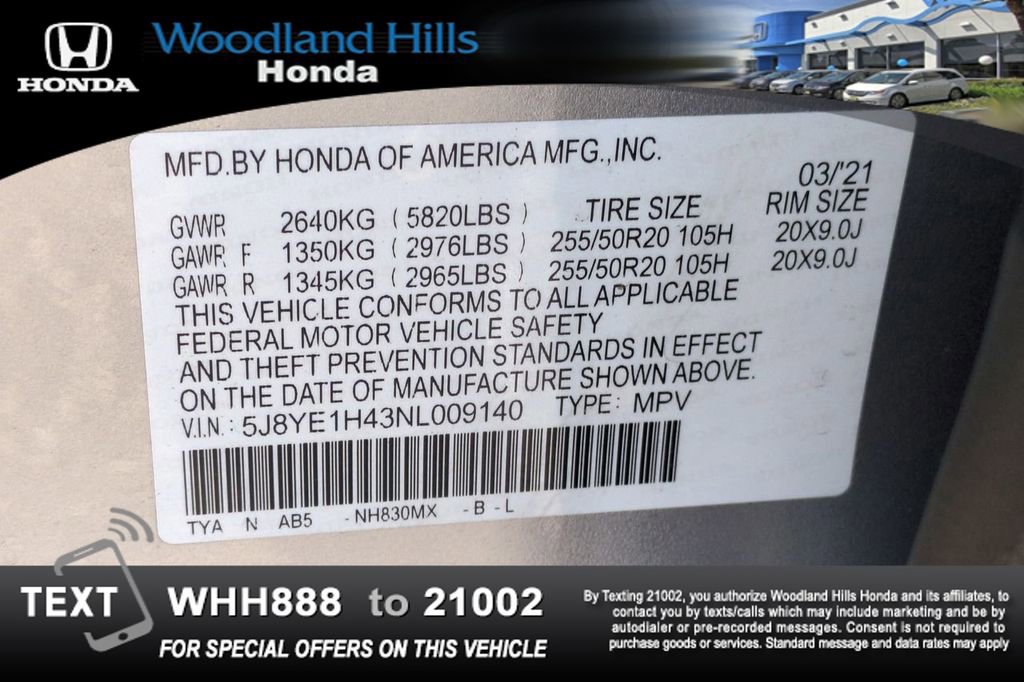 HONDA
Woodland Hills
Honda
MFD.BY HONDA OF AMERICA MFG.,INC.
03/'21
GVWR 2640KG ( 5820LBS ) TIRE SIZE RIM SIZE
GAWR F 1350KG ( 2976LBS ) 255/50R20 105H 20X9.0J
GAWR R 1345KG ( 2965LBS ) 255/50R20 105H 20X9.0J
THIS VEHICLE CONFORMS TO ALL APPLICABLE
FEDERAL MOTOR VEHICLE SAFETY
AND THEFT PREVENTION STANDARDS IN EFFECT
ON THE DATE OF MANUFACTURE SHOWN ABOVE.
V.I.N.: 5J8YE1H43NL009140 TYPE: MPV
TYA N AB5 -NH830MX -B -L
TEXT WHH888 to 21002
FOR SPECIAL OFFERS ON THIS VEHICLE
By Texting 21002, you authorize Woodland Hills Honda and its affiliates, to
contact you by texts/calls which may include marketing and be by
autodialer or pre-recorded messages. Consent is not required to
purchase goods or services. Standard message and data rates may apply